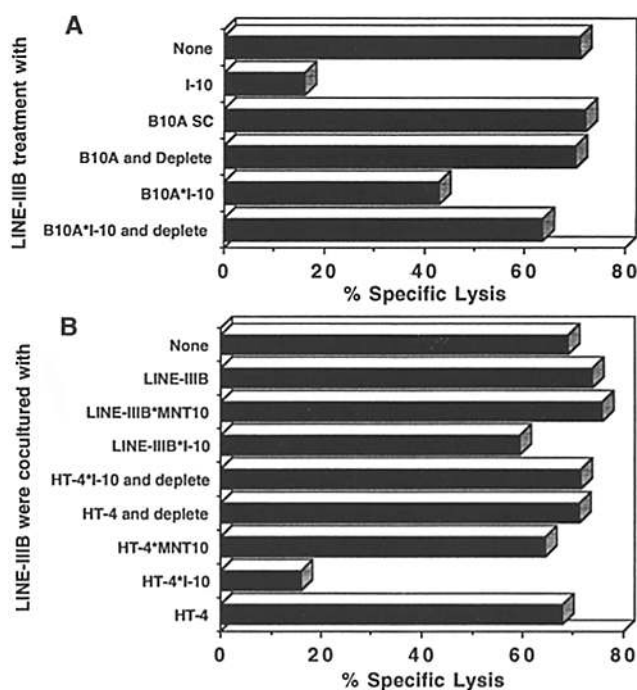 A
LINE-IIIB treatment with
None
I-10
B10A SC
B10A and Deplete
B10A*I-10
B10A*I-10 and deplete
0 20 40 60 80
% Specific Lysis
B
LINE-IIIB were cocultured with
None
LINE-IIIB
LINE-IIIB*MNT10
LINE-IIIB*I-10
HT-4*I-10 and deplete
HT-4 and deplete
HT-4*MNT10
HT-4*I-10
HT-4
0 20 40 60 80
% Specific Lysis